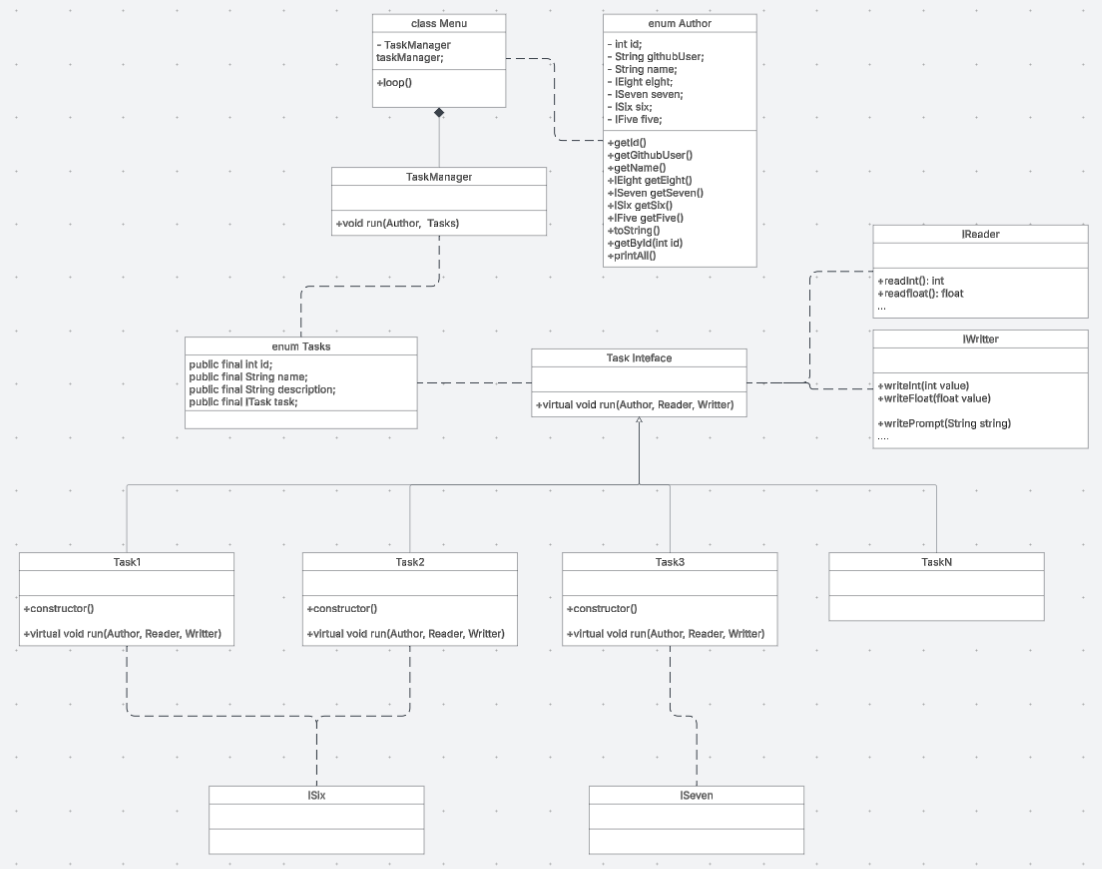 class Menu
- TaskManager
taskManager;
+loop()
enum Author
- int id;
- String githubUser;
- String name;
- IEight eight;
- ISeven seven;
- ISix six;
- IFive five;
+getId()
+getGithubUser()
+getName()
+IEight getEight()
+ISeven getSeven()
+ISix getSix()
+IFive getFive()
+toString()
+getById(int id)
+printAll()
TaskManager
+void run(Author, Tasks)
IReader
+readInt(): int
+readfloat(): float
...
IWritter
+writeInt(int value)
+writeFloat(float value)
+writePrompt(String string)
....
enum Tasks
public final int id;
public final String name;
public final String description;
public final ITask task;
Task Inteface
+virtual void run(Author, Reader, Writter)
Task1
+constructor()
+virtual void run(Author, Reader, Writter)
Task2
+constructor()
+virtual void run(Author, Reader, Writter)
Task3
+constructor()
+virtual void run(Author, Reader, Writter)
TaskN
ISix
ISeven